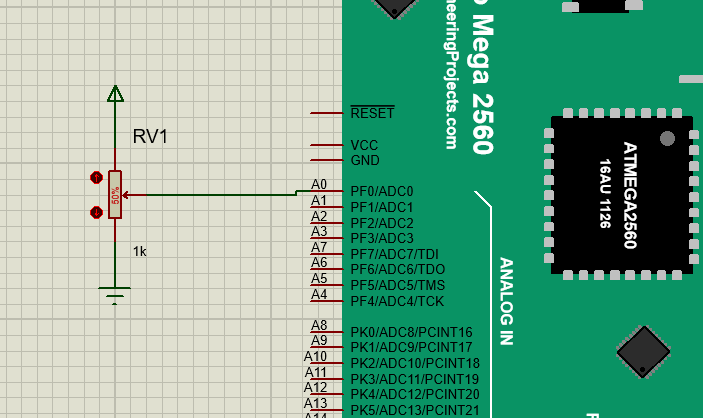 RV1
50%
1k
o Mega 2560
neeringProjects.com
RESET
VCC
GND
A0 PF0/ADC0
A1 PF1/ADC1
A2 PF2/ADC2
A3 PF3/ADC3
A7 PF7/ADC7/TDI
A6 PF6/ADC6/TDO
A5 PF5/ADC5/TMS
A4 PF4/ADC4/TCK
A8 PK0/ADC8/PCINT16
A9 PK1/ADC9/PCINT17
A10 PK2/ADC10/PCINT18
A11 PK3/ADC11/PCINT19
A12 PK4/ADC12/PCINT20
A13 PK5/ADC13/PCINT21
ANALOG IN
ATMEGA2560
16AU 1126